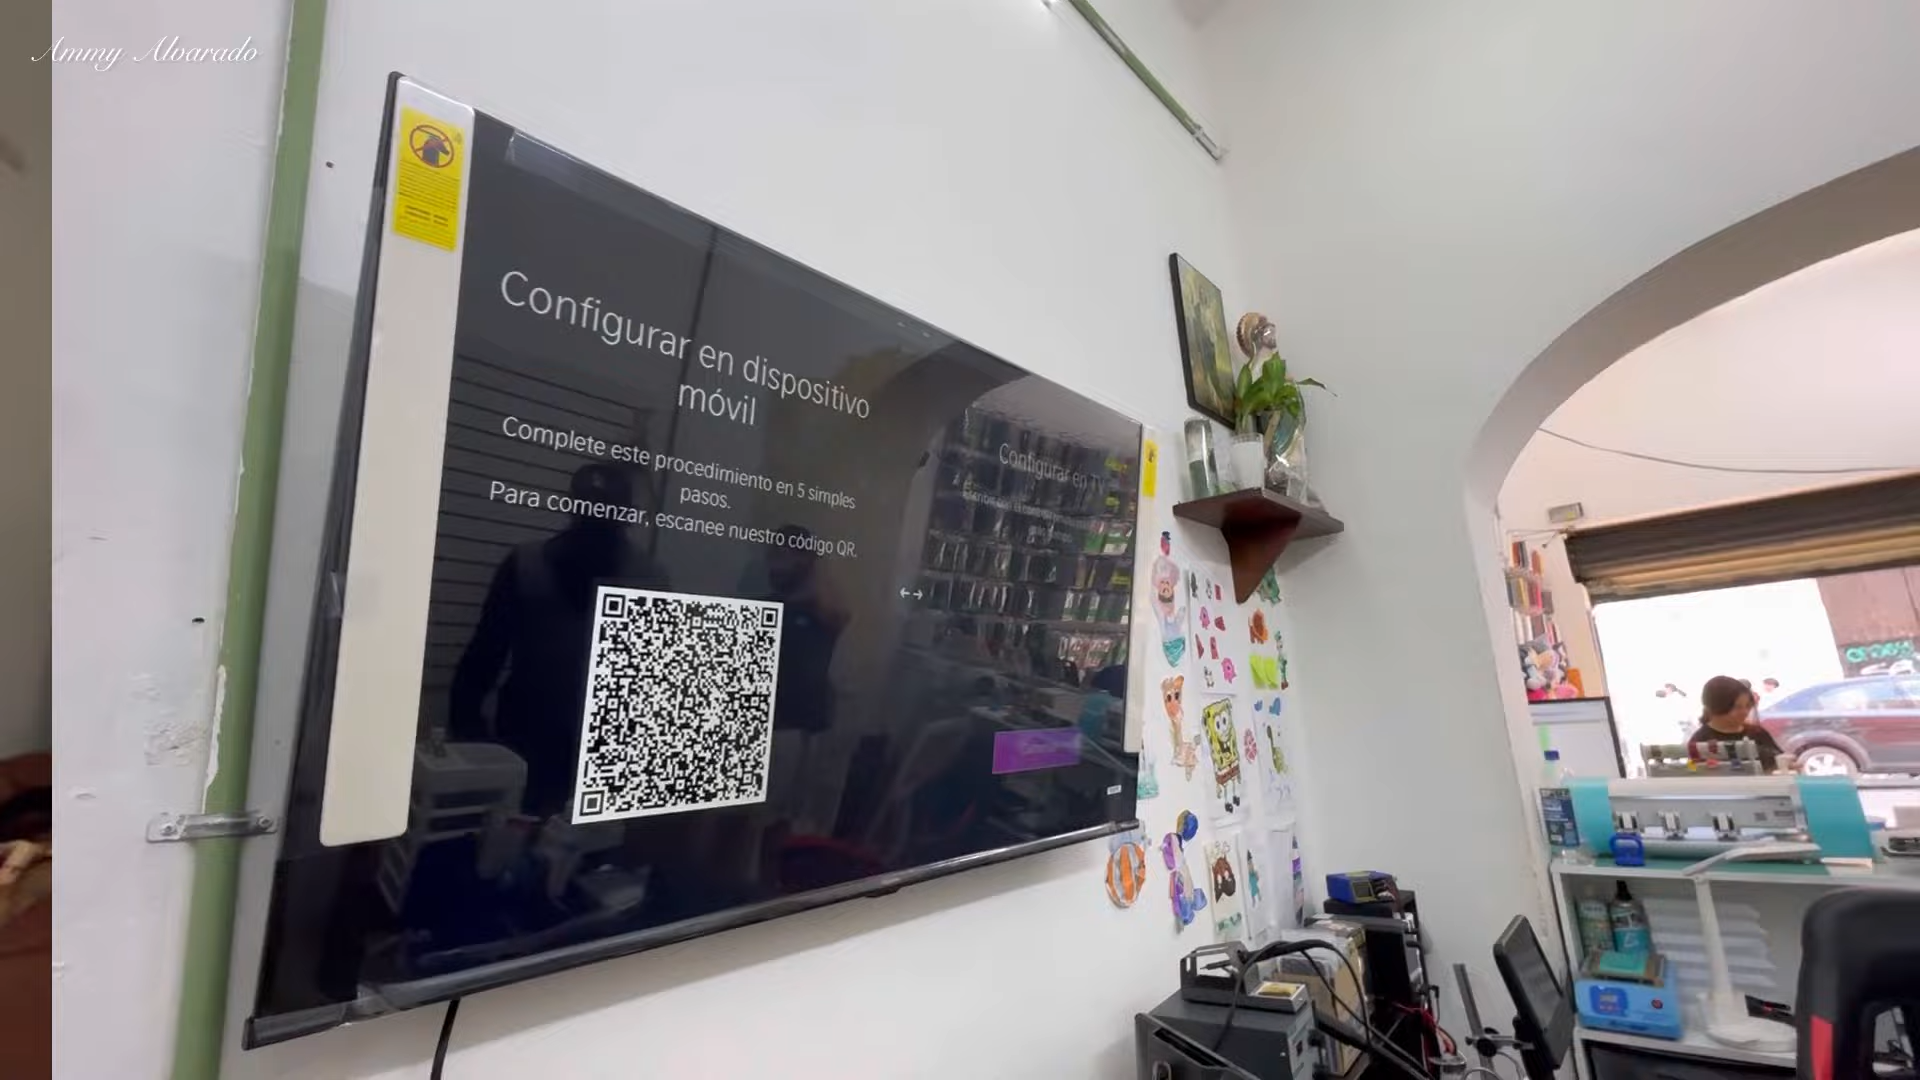 Ammy Alvarado
Configurar en dispositivo
móvil
Complete este procedimiento en 5 simples
pasos.
Para comenzar, escanee nuestro código QR.
Configurar en TV